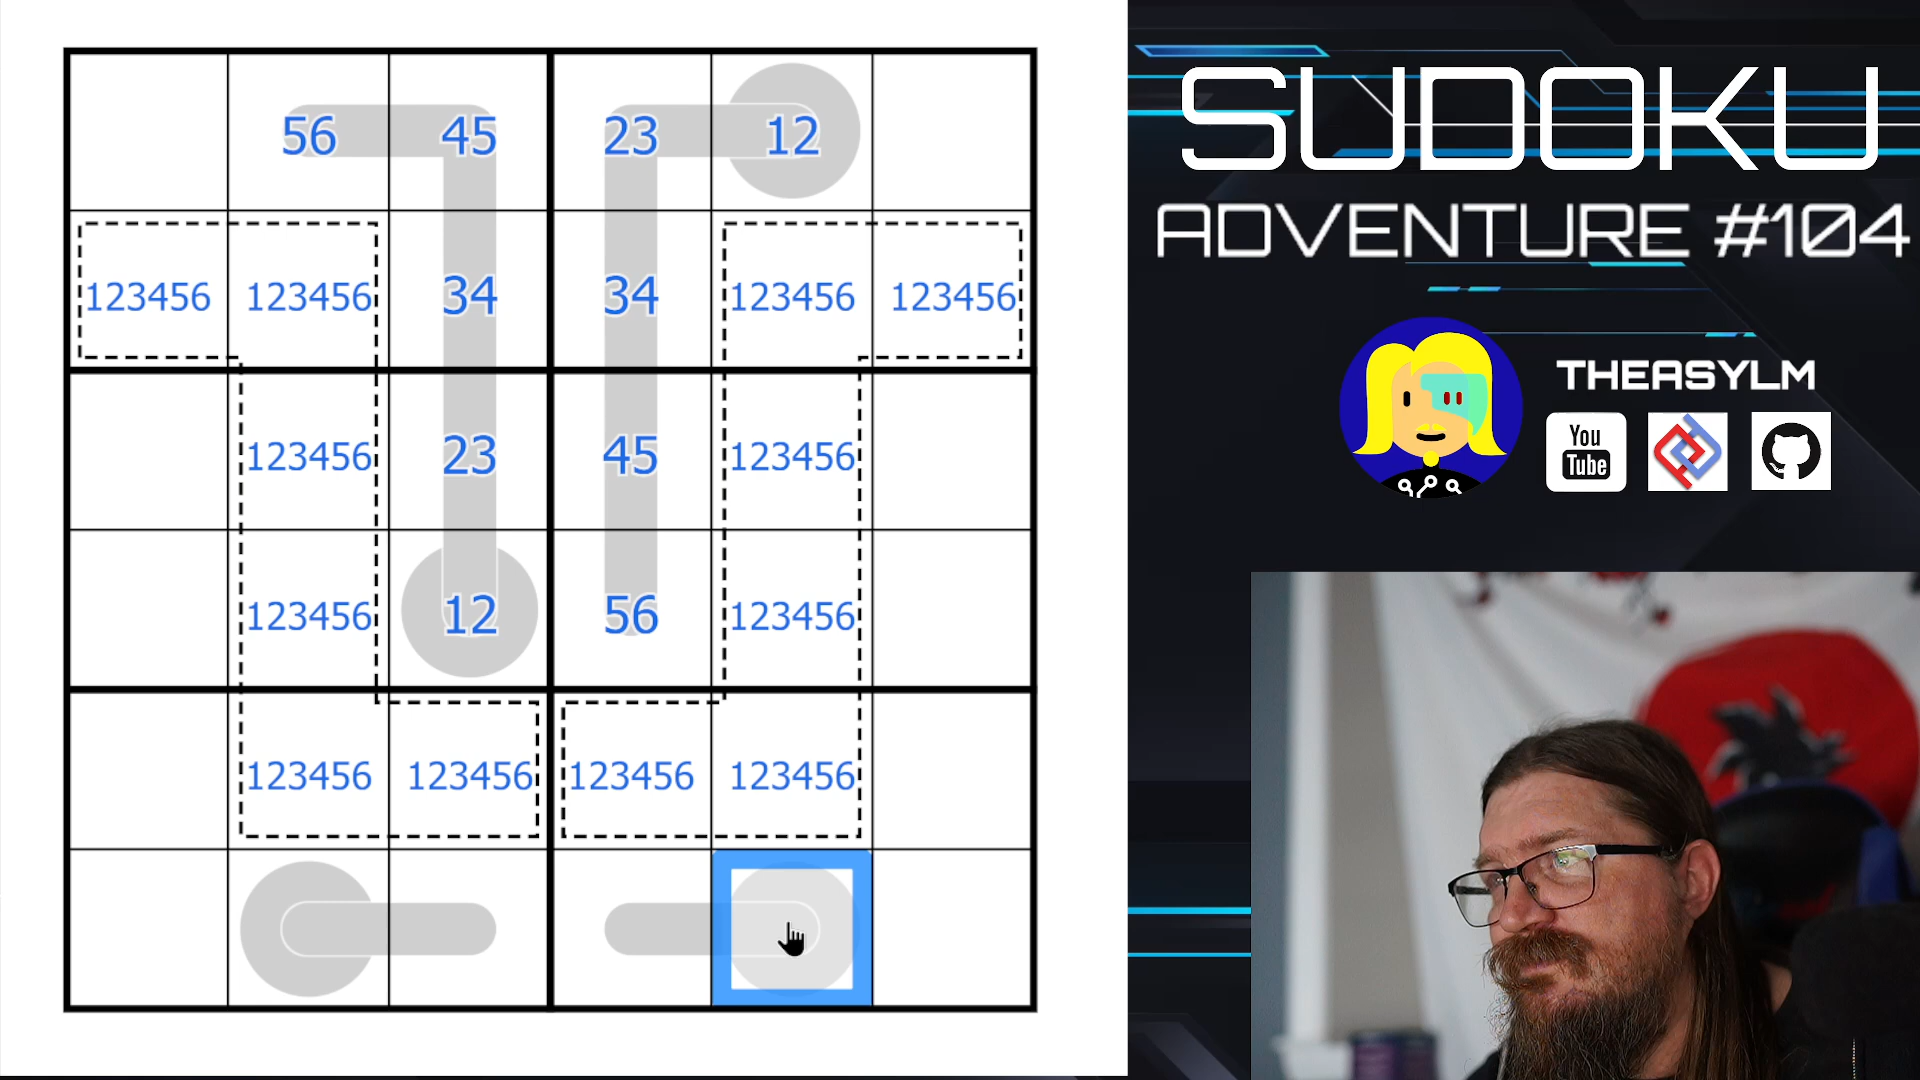 SUDOKU
ADVENTURE #104
THEASYLM
You
Tube
56 45 23 12
123456 123456 34 34 123456 123456
123456 23 45 123456
123456 12 56 123456
123456 123456 123456 123456